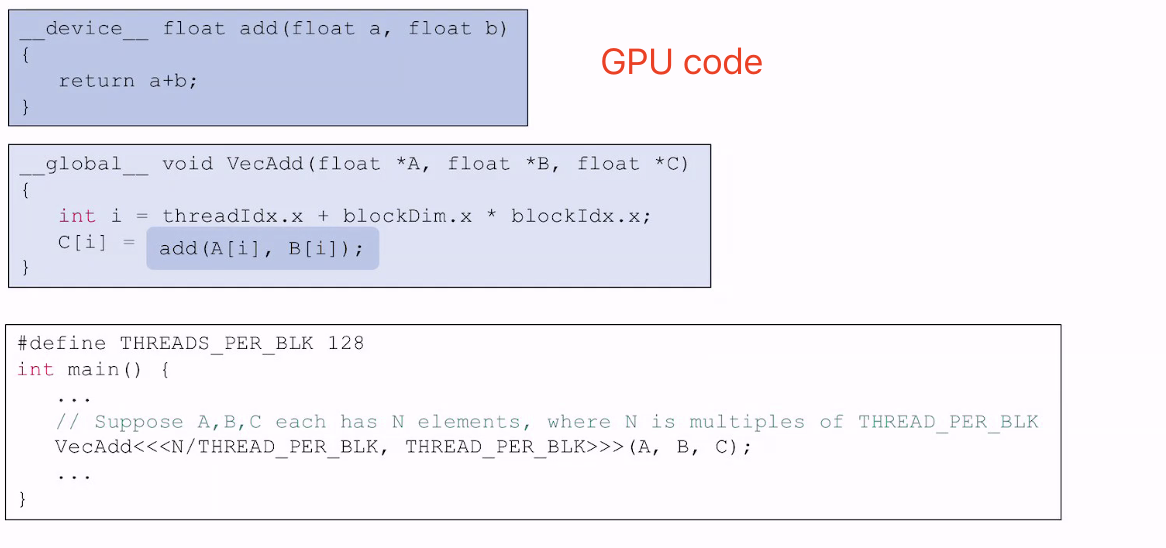 __device__ float add(float a, float b)
{
   return a+b;
}
GPU code
__global__ void VecAdd(float *A, float *B, float *C)
{
   int i = threadIdx.x + blockDim.x * blockIdx.x;
   C[i] = add(A[i], B[i]);
}
#define THREADS_PER_BLK 128
int main() {
   ...
   // Suppose A,B,C each has N elements, where N is multiples of THREAD_PER_BLK
   VecAdd<<<N/THREAD_PER_BLK, THREAD_PER_BLK>>>(A, B, C);
   ...
}